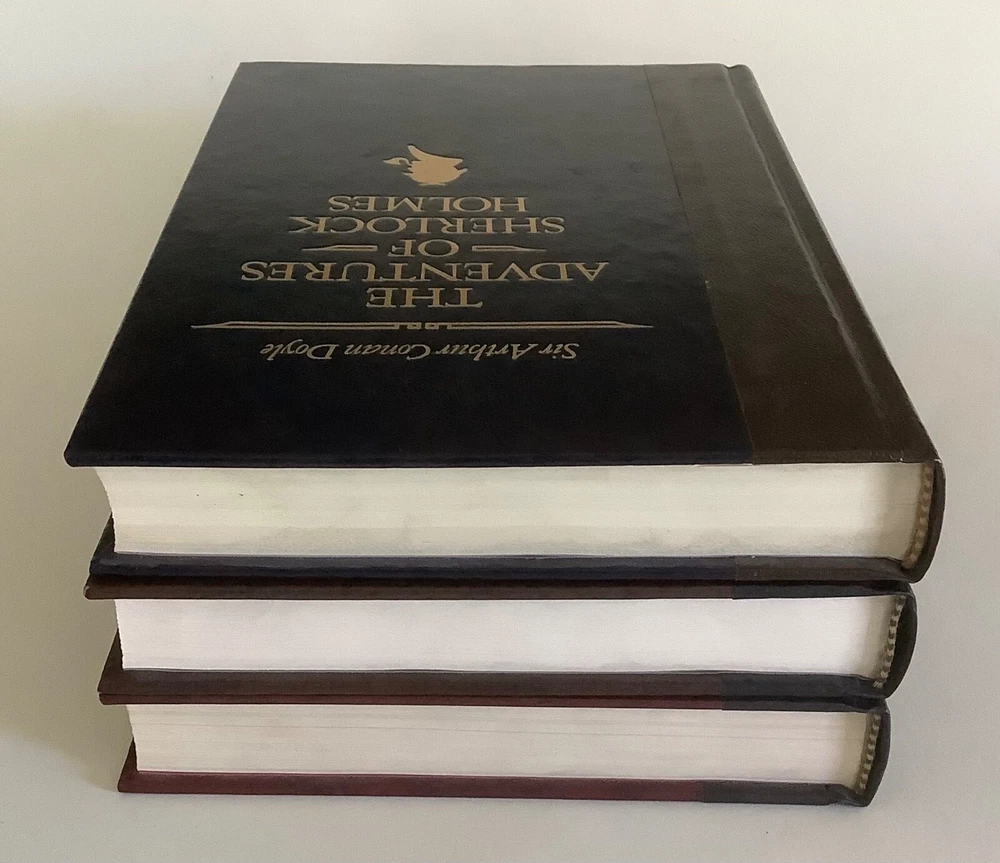 Sir Arthur Conan Doyle
THE
ADVENTURES
OF
SHERLOCK
HOLMES